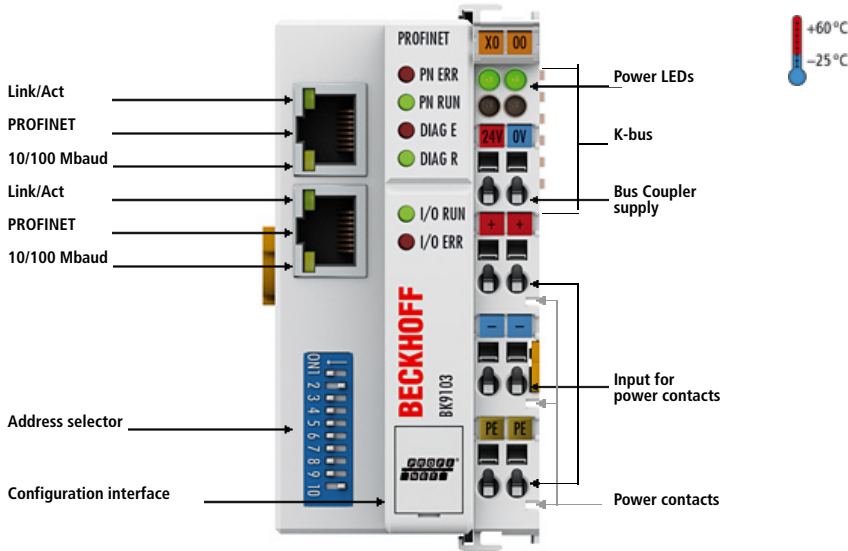 Link/Act
PROFINET
10/100 Mbaud
Link/Act
PROFINET
10/100 Mbaud
Address selector
Configuration interface
PROFINET
PN ERR
PN RUN
DIAG E
DIAG R
I/O RUN
I/O ERR
BECKHOFF
BK9103
ON
1
2
3
4
5
6
7
8
9
10
PROFI
NET
X0 00
24V 0V
+ +
− −
PE PE
Power LEDs
K-bus
Bus Coupler
supply
Input for
power contacts
Power contacts
+60°C
−25°C